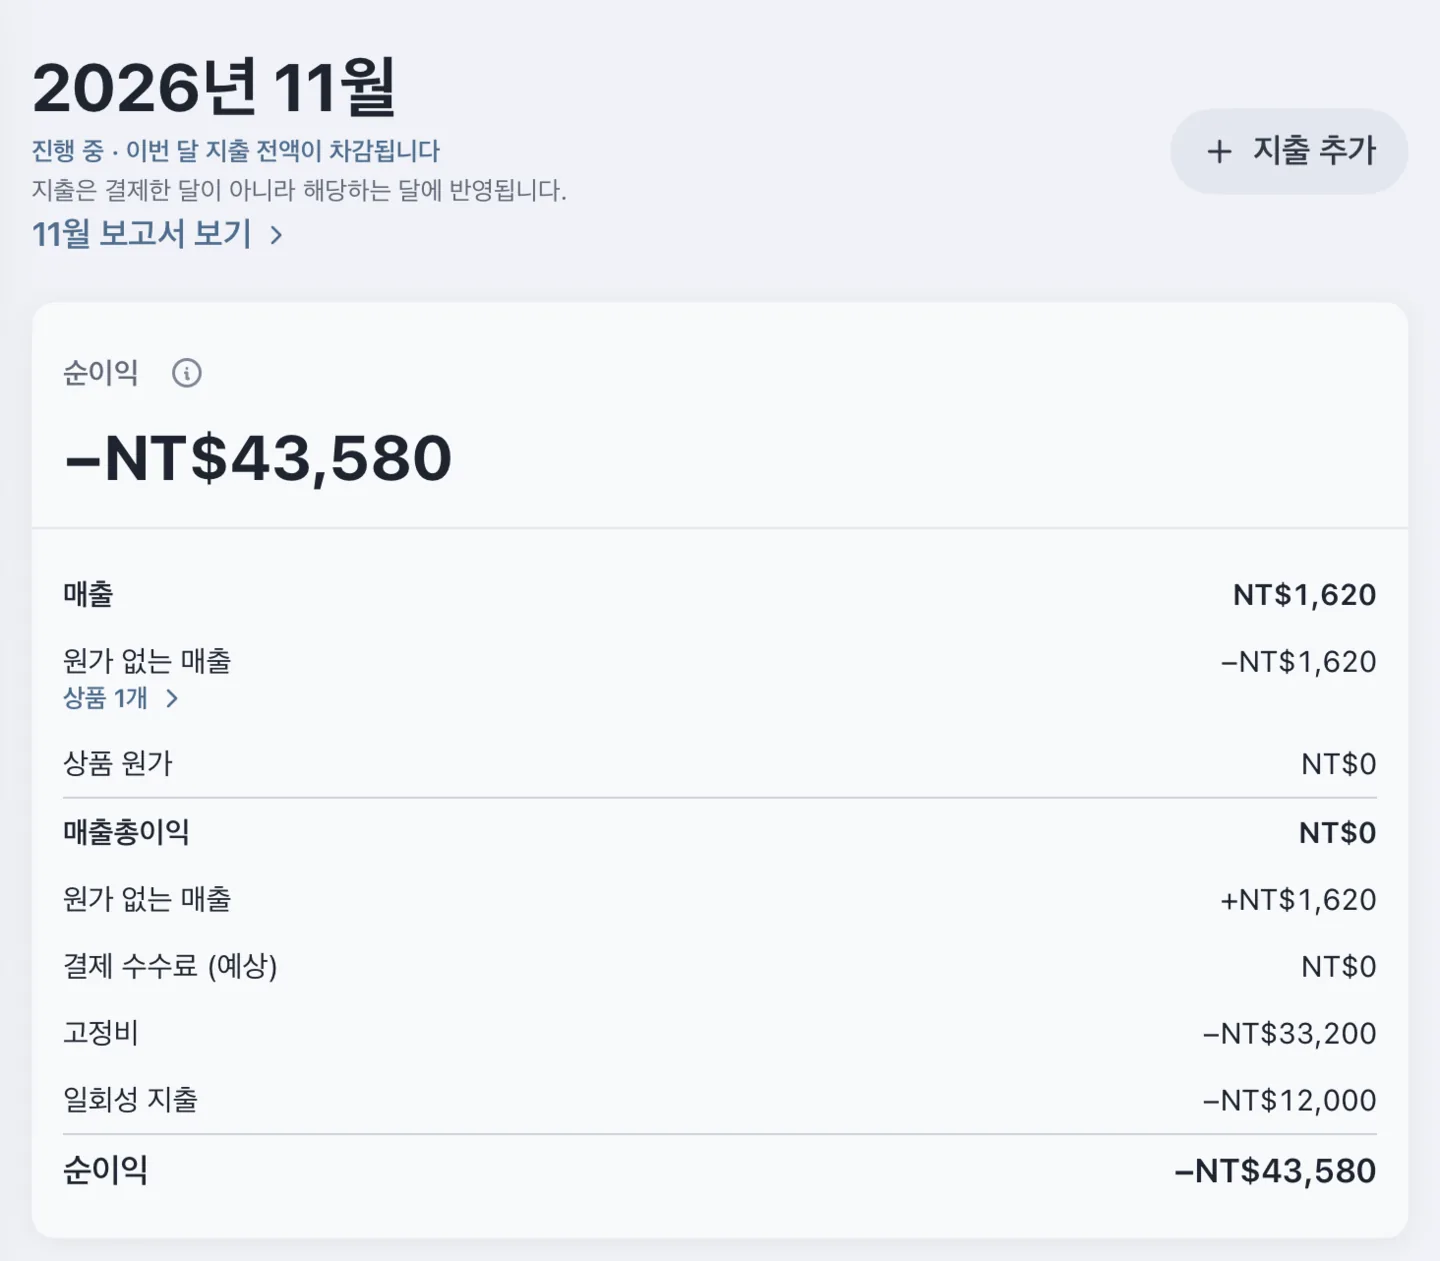 2026년 11월
진행 중 · 이번 달 지출 전액이 차감됩니다
지출은 결제한 달이 아니라 해당하는 달에 반영됩니다.
11월 보고서 보기 >
+ 지출 추가
순이익
–NT$43,580
매출 NT$1,620
원가 없는 매출 –NT$1,620
상품 1개 >
상품 원가 NT$0
매출총이익 NT$0
원가 없는 매출 +NT$1,620
결제 수수료 (예상) NT$0
고정비 –NT$33,200
일회성 지출 –NT$12,000
순이익 –NT$43,580